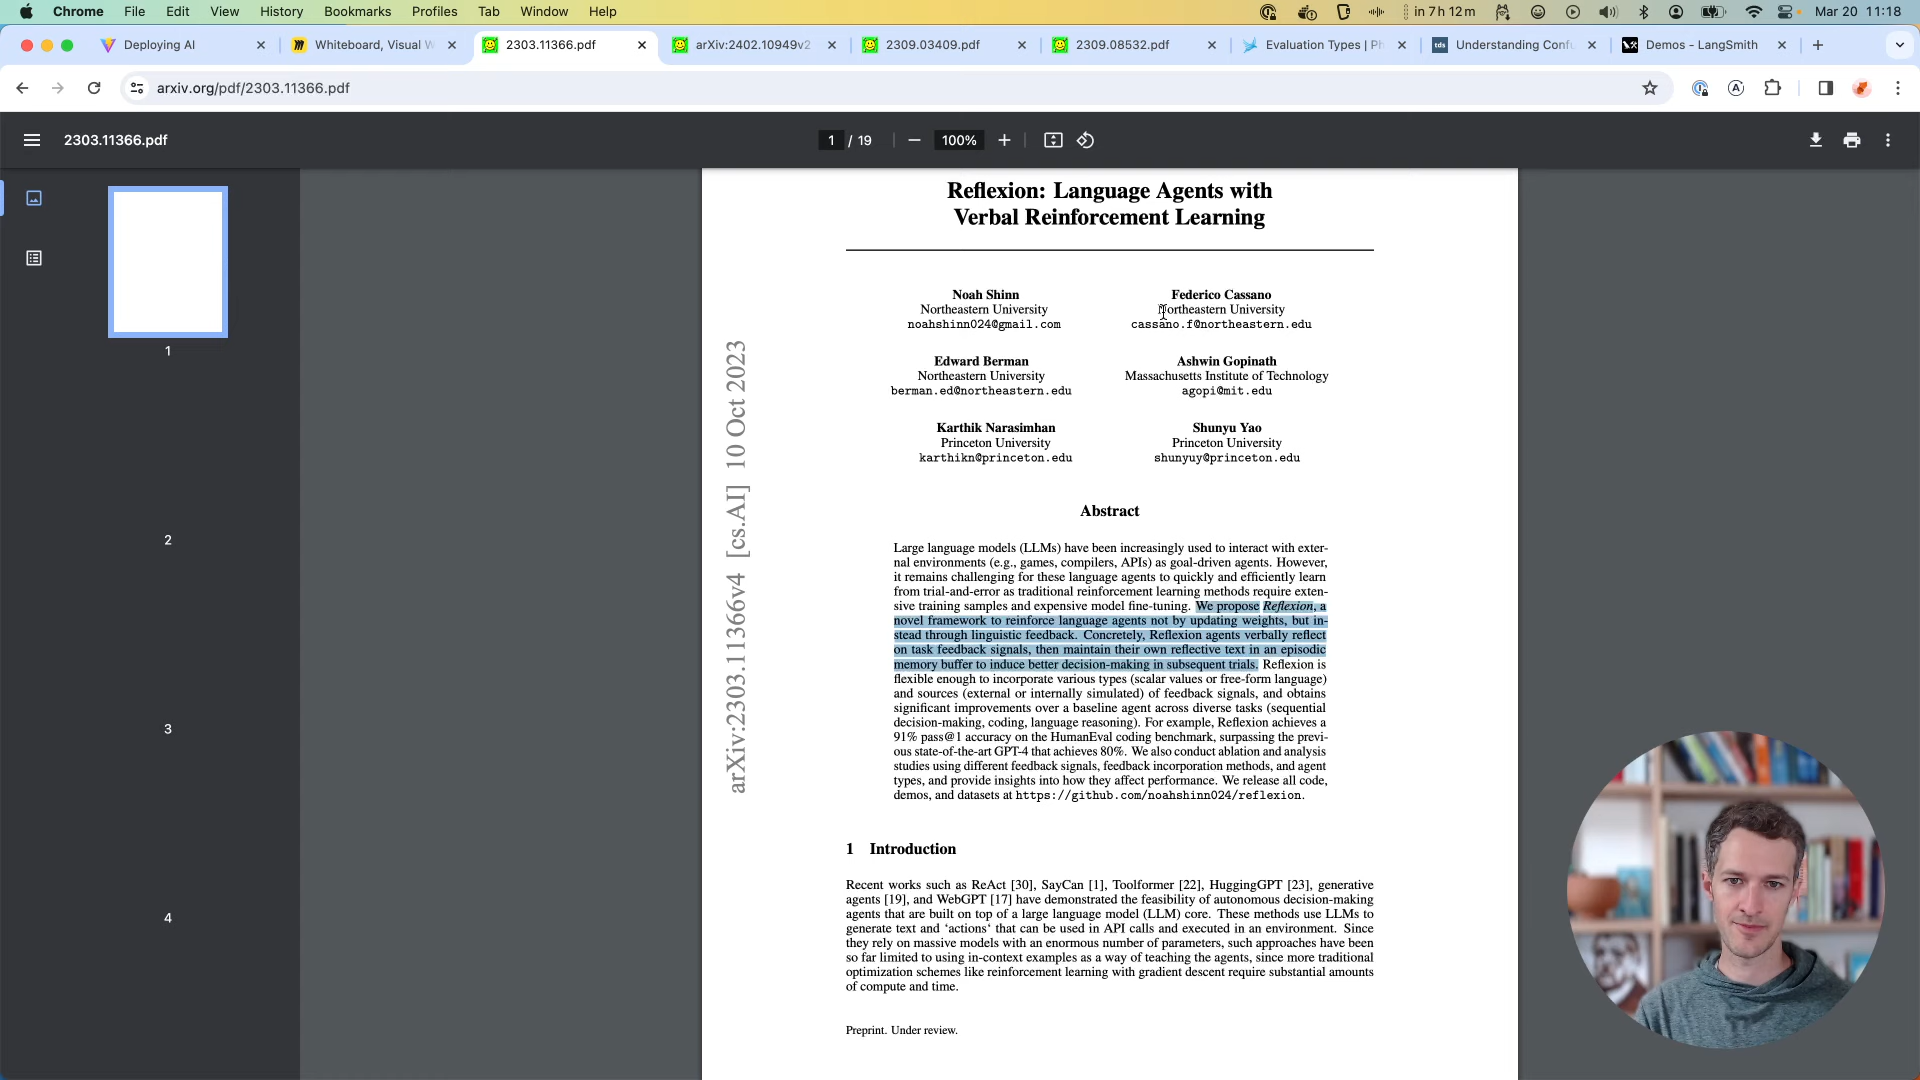 Chrome File Edit View History Bookmarks Profiles Tab Window Help in 7h 12m Mar 20 11:18
Deploying AI
Whiteboard, Visual W
2303.11366.pdf
arXiv:2402.10949v2
2309.03409.pdf
2309.08532.pdf
Evaluation Types | Ph
Understanding Confu
Demos - LangSmith
arxiv.org/pdf/2303.11366.pdf
2303.11366.pdf 1 / 19 100%
1
2
3
4
arXiv:2303.11366v4 [cs.AI] 10 Oct 2023
Reflexion: Language Agents with
Verbal Reinforcement Learning
Noah Shinn
Northeastern University
noahshinn024@gmail.com
Federico Cassano
Northeastern University
cassano.f@northeastern.edu
Edward Berman
Northeastern University
berman.ed@northeastern.edu
Ashwin Gopinath
Massachusetts Institute of Technology
agopi@mit.edu
Karthik Narasimhan
Princeton University
karthikn@princeton.edu
Shunyu Yao
Princeton University
shunyuy@princeton.edu
Abstract
Large language models (LLMs) have been increasingly used to interact with exter-
nal environments (e.g., games, compilers, APIs) as goal-driven agents. However,
it remains challenging for these language agents to quickly and efficiently learn
from trial-and-error as traditional reinforcement learning methods require exten-
sive training samples and expensive model fine-tuning. We propose Reflexion, a
novel framework to reinforce language agents not by updating weights, but in-
stead through linguistic feedback. Concretely, Reflexion agents verbally reflect
on task feedback signals, then maintain their own reflective text in an episodic
memory buffer to induce better decision-making in subsequent trials. Reflexion is
flexible enough to incorporate various types (scalar values or free-form language)
and sources (external or internally simulated) of feedback signals, and obtains
significant improvements over a baseline agent across diverse tasks (sequential
decision-making, coding, language reasoning). For example, Reflexion achieves a
91% pass@1 accuracy on the HumanEval coding benchmark, surpassing the previ-
ous state-of-the-art GPT-4 that achieves 80%. We also conduct ablation and analysis
studies using different feedback signals, feedback incorporation methods, and agent
types, and provide insights into how they affect performance. We release all code,
demos, and datasets at https://github.com/noahshinn024/reflexion.
1 Introduction
Recent works such as ReAct [30], SayCan [1], Toolformer [22], HuggingGPT [23], generative
agents [19], and WebGPT [17] have demonstrated the feasibility of autonomous decision-making
agents that are built on top of a large language model (LLM) core. These methods use LLMs to
generate text and ‘actions‘ that can be used in API calls and executed in an environment. Since
they rely on massive models with an enormous number of parameters, such approaches have been
so far limited to using in-context examples as a way of teaching the agents, since more traditional
optimization schemes like reinforcement learning with gradient descent require substantial amounts
of compute and time.
Preprint. Under review.